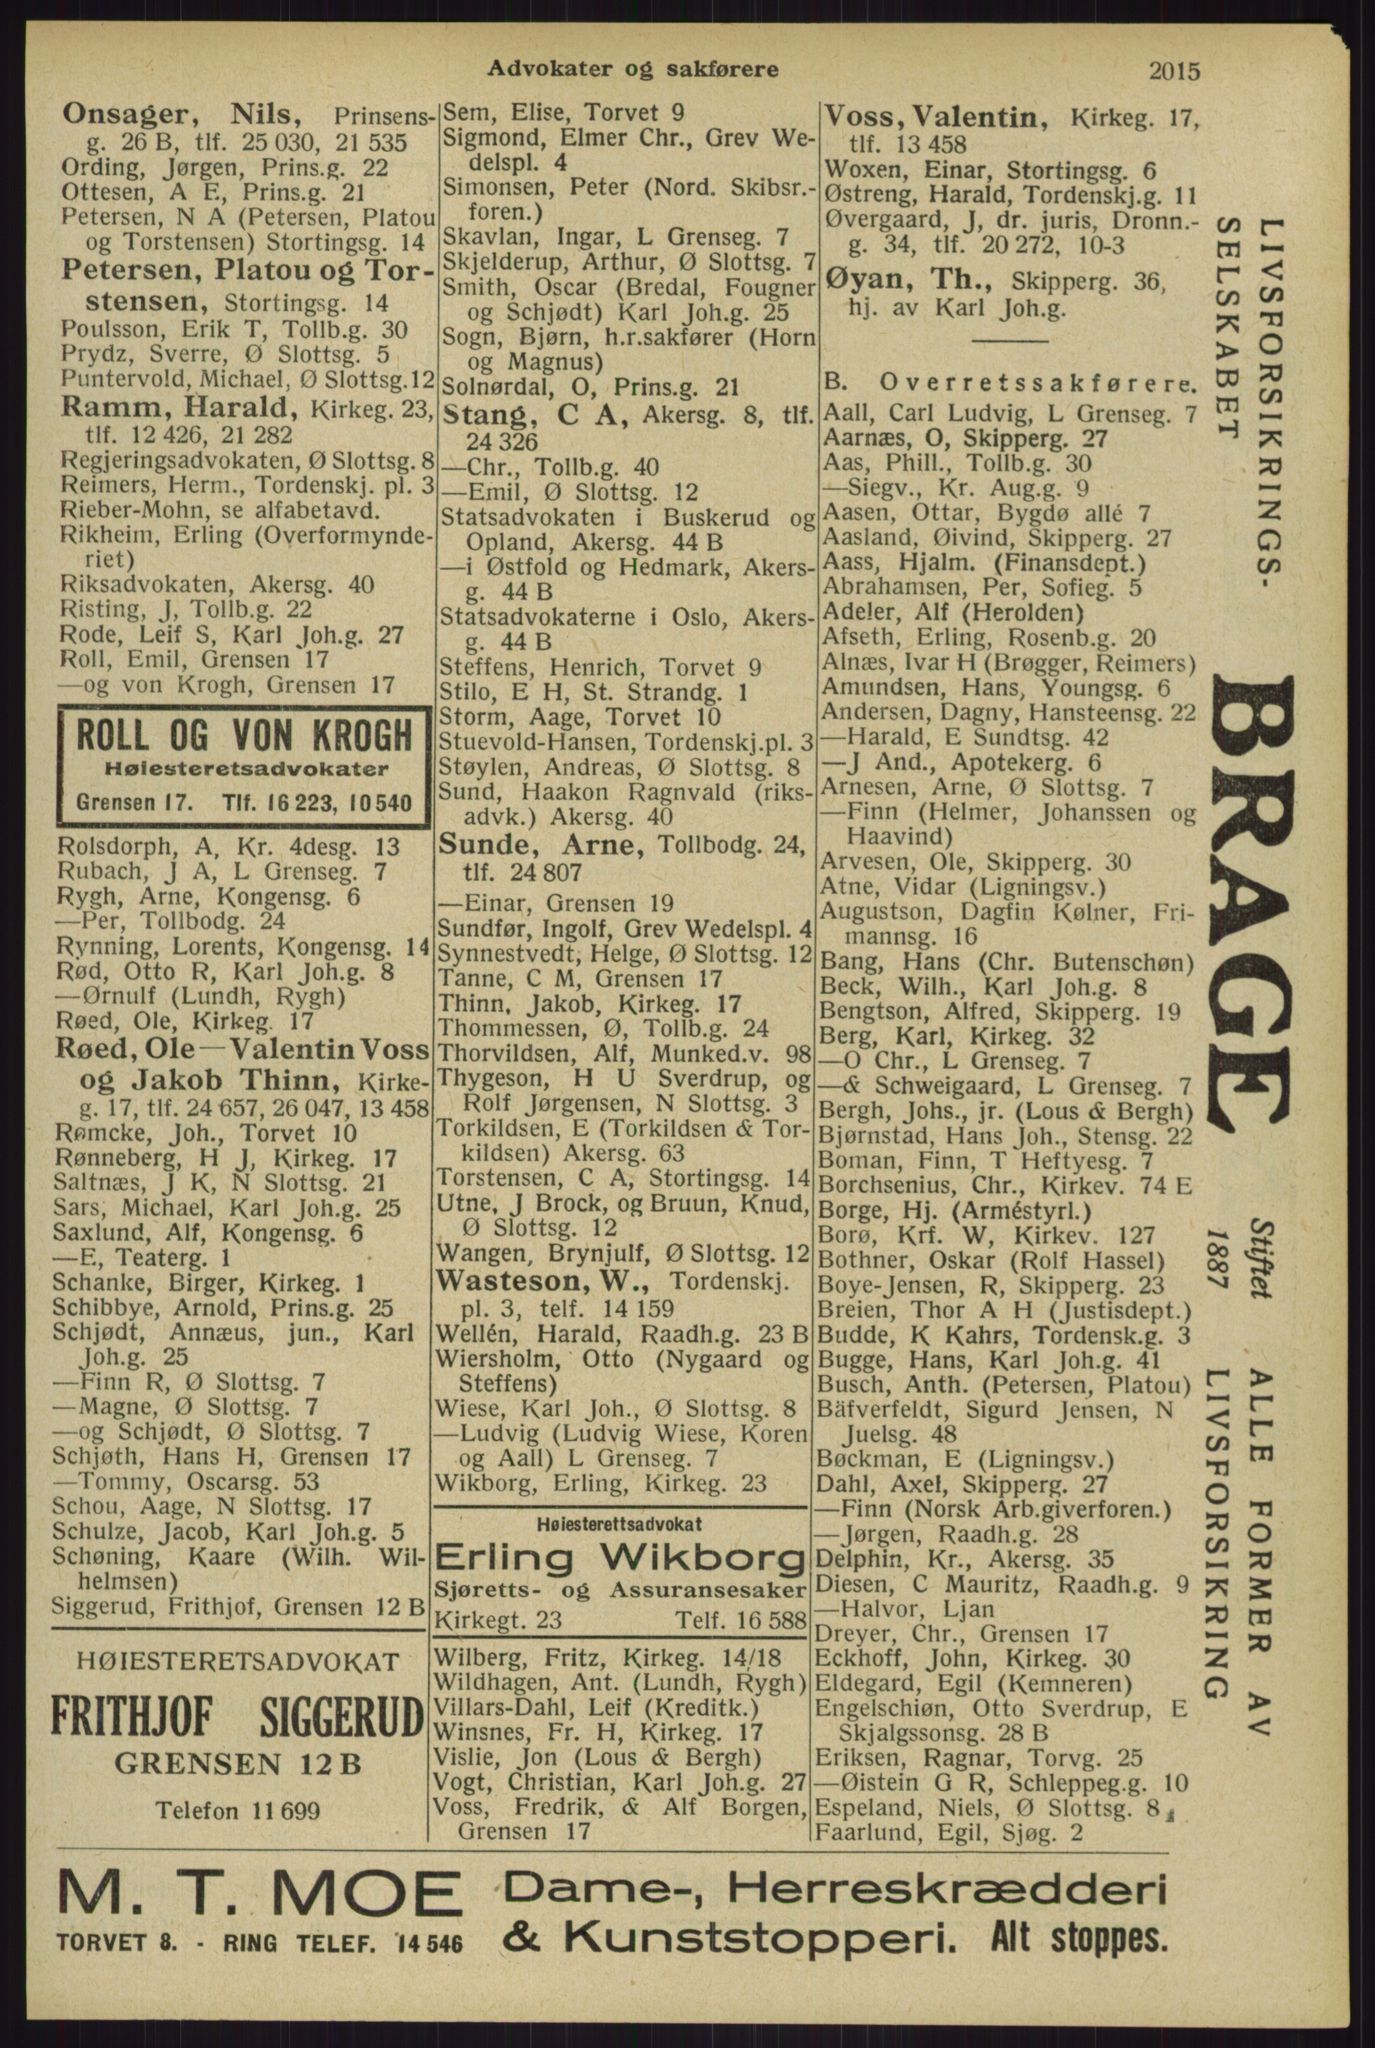 Advokater og sakførere
2015
Onsager, Nils, Prinsens-
g. 26 B, tlf. 25 030, 21 535
Ording, Jørgen, Prins.g. 22
Ottesen, A E, Prins.g. 21
Petersen, N A (Petersen, Platou
og Torstensen) Stortingsg. 14
Petersen, Platou og Tor-
stensen, Stortingsg. 14
Poulsson, Erik T, Tollb.g. 30
Prydz, Sverre, Ø Slottsg. 5
Puntervold, Michael, Ø Slottsg. 12
Ramm, Harald, Kirkeg. 23,
tlf. 12 426, 21 282
Regjeringsadvokaten, Ø Slottsg. 8
Reimers, Herm., Tordenskj. pl. 3
Rieber-Mohn, se alfabetavd.
Rikheim, Erling (Overformynde-
riet)
Riksadvokaten, Akersg. 40
Risting, J, Tollb.g. 22
Rode, Leif S, Karl Joh.g. 27
Roll, Emil, Grensen 17
—og von Krogh, Grensen 17
ROLL OG VON KROGH
Høiesteretsadvokater
Grensen 17. Tlf. 16 223, 10 540
Rolsdorph, A, Kr. 4desg. 13
Rubach, J A, L Grenseg. 7
Rygh, Arne, Kongensg. 6
—Per, Tollbodg. 24
Rynning, Lorents, Kongensg. 14
Rød, Otto R, Karl Joh.g. 8
—Ørnulf (Lundh, Rygh)
Røed, Ole, Kirkeg. 17
Røed, Ole—Valentin Voss
og Jakob Thinn, Kirke-
g. 17, tlf. 24 657, 26 047, 13 458
Rømcke, Joh., Torvet 10
Rønneberg, H J, Kirkeg. 17
Saltnæs, J K, N Slottsg. 21
Sars, Michael, Karl Joh.g. 25
Saxlund, Alf, Kongensg. 6
—E, Teaterg. 1
Schanke, Birger, Kirkeg. 1
Schibbye, Arnold, Prins.g. 25
Schjødt, Annæus, jun., Karl
Joh.g. 25
—Finn R, Ø Slottsg. 7
—Magne, Ø Slottsg. 7
—og Schjødt, Ø Slottsg. 7
Schjøth, Hans H, Grensen 17
—Tommy, Oscarsg. 53
Schou, Aage, N Slottsg. 17
Schulze, Jacob, Karl Joh.g. 5
Schøning, Kaare (Wilh. Wil-
helmsen)
Siggerud, Frithjof, Grensen 12 B
HØIESTERETSADVOKAT
FRITHJOF SIGGERUD
GRENSEN 12 B
Telefon 11 699
Sem, Elise, Torvet 9
Sigmond, Elmer Chr., Grev We-
delspl. 4
Simonsen, Peter (Nord. Skibsr.-
foren.)
Skavlan, Ingar, L Grenseg. 7
Skjelderup, Arthur, Ø Slottsg. 7
Smith, Oscar (Bredal, Fougner
og Schjødt) Karl Joh.g. 25
Sogn, Bjørn, h.r.sakfører (Horn
og Magnus)
Solnørdal, O, Prins.g. 21
Stang, C A, Akersg. 8, tlf.
24 326
—Chr., Tollb.g. 40
—Emil, Ø Slottsg. 12
Statsadvokaten i Buskerud og
Opland, Akersg. 44 B
—i Østfold og Hedmark, Akers-
g. 44 B
Statsadvokaterne i Oslo, Akers-
g. 44 B
Steffens, Henrich, Torvet 9
Stilo, E H, St. Strandg. 1
Storm, Aage, Torvet 10
Stuevold-Hansen, Tordenskj.pl. 3
Støylen, Andreas, Ø Slottsg. 8
Sund, Haakon Ragnvald (riks-
advk.) Akersg. 40
Sunde, Arne, Tollbodg. 24,
tlf. 24 807
—Einar, Grensen 19
Sundfør, Ingolf, Grev Wedelspl. 4
Synnestvedt, Helge, Ø Slottsg. 12
Tanne, C M, Grensen 17
Thinn, Jakob, Kirkeg. 17
Thommessen, Ø, Tollb.g. 24
Thorvildsen, Alf, Munked.v. 98
Thygeson, H U Sverdrup, og
Rolf Jørgensen, N Slottsg. 3
Torkildsen, E (Torkildsen & Tor-
kildsen) Akersg. 63
Torstensen, C A, Stortingsg. 14
Utne, J Brock, og Bruun, Knud,
Ø Slottsg. 12
Wangen, Brynjulf, Ø Slottsg. 12
Wasteson, W., Tordenskj.
pl. 3, telf. 14 159
Wellén, Harald, Raadh.g. 23 B
Wiersholm, Otto (Nygaard og
Steffens)
Wiese, Karl Joh., Ø Slottsg. 8
—Ludvig (Ludvig Wiese, Koren
og Aall) L Grenseg. 7
Wikborg, Erling, Kirkeg. 23
Høiesterettsadvokat
Erling Wikborg
Sjøretts- og Assuransesaker
Kirkegt. 23 Telf. 16 588
Wilberg, Fritz, Kirkeg. 14/18
Wildhagen, Ant. (Lundh, Rygh)
Villars-Dahl, Leif (Kreditk.)
Winsnes, Fr. H, Kirkeg. 17
Vislie, Jon (Lous & Bergh)
Vogt, Christian, Karl Joh.g. 27
Voss, Fredrik, & Alf Borgen,
Grensen 17
Voss, Valentin, Kirkeg. 17,
tlf. 13 458
Woxen, Einar, Stortingsg. 6
Østreng, Harald, Tordenskj.g. 11
Øvergaard, J, dr. juris, Dronn.-
g. 34, tlf. 20 272, 10-3
Øyan, Th., Skipperg. 36,
hj. av Karl Joh.g.
B. Overretssakførere.
Aall, Carl Ludvig, L Grenseg. 7
Aarnæs, O, Skipperg. 27
Aas, Phill., Tollb.g. 30
—Siegv., Kr. Aug.g. 9
Aasen, Ottar, Bygdø allé 7
Aasland, Øivind, Skipperg. 27
Aass, Hjalm. (Finansdept.)
Abrahamsen, Per, Sofieg. 5
Adeler, Alf (Herolden)
Afseth, Erling, Rosenb.g. 20
Alnæs, Ivar H (Brøgger, Reimers)
Amundsen, Hans, Youngsg. 6
Andersen, Dagny, Hansteensg. 22
—Harald, E Sundtsg. 42
—J And., Apotekerg. 6
Arnesen, Arne, Ø Slottsg. 7
—Finn (Helmer, Johanssen og
Haavind)
Arvesen, Ole, Skipperg. 30
Atne, Vidar (Ligningsv.)
Augustson, Dagfin Kølner, Fri-
mannsg. 16
Bang, Hans (Chr. Butenschøn)
Beck, Wilh., Karl Joh.g. 8
Bengtson, Alfred, Skipperg. 19
Berg, Karl, Kirkeg. 32
—O Chr., L Grenseg. 7
—& Schweigaard, L Grenseg. 7
Bergh, Johs., jr. (Lous & Bergh)
Bjørnstad, Hans Joh., Stensg. 22
Boman, Finn, T Heftyesg. 7
Borchsenius, Chr., Kirkev. 74 E
Borge, Hj. (Arméstyrl.)
Borø, Krf. W, Kirkev. 127
Bothner, Oskar (Rolf Hassel)
Boye-Jensen, R, Skipperg. 23
Breien, Thor A H (Justisdept.)
Budde, K Kahrs, Tordensk.g. 3
Bugge, Hans, Karl Joh.g. 41
Busch, Anth. (Petersen, Platou)
Bäfverfeldt, Sigurd Jensen, N
Juelsg. 48
Bøckman, E (Ligningsv.)
Dahl, Axel, Skipperg. 27
—Finn (Norsk Arb.giverforen.)
—Jørgen, Raadh.g. 28
Delphin, Kr., Akersg. 35
Diesen, C Mauritz, Raadh.g. 9
—Halvor, Ljan
Dreyer, Chr., Grensen 17
Eckhoff, John, Kirkeg. 30
Eldegard, Egil (Kemneren)
Engelschiøn, Otto Sverdrup, E
Skjalgssonsg. 28 B
Eriksen, Ragnar, Torvg. 25
—Øistein G R, Schleppeg.g. 10
Espeland, Niels, Ø Slottsg. 8
Faarlund, Egil, Sjøg. 2
LIVSFORSIKRINGS-
SELSKABET
BRAGE
Stiftet
1887
ALLE FORMER AV
LIVSFORSIKRING
M. T. MOE
TORVET 8. - RING TELEF. 14 546
Dame-, Herreskrædderi
& Kunststopperi. Alt stoppes.